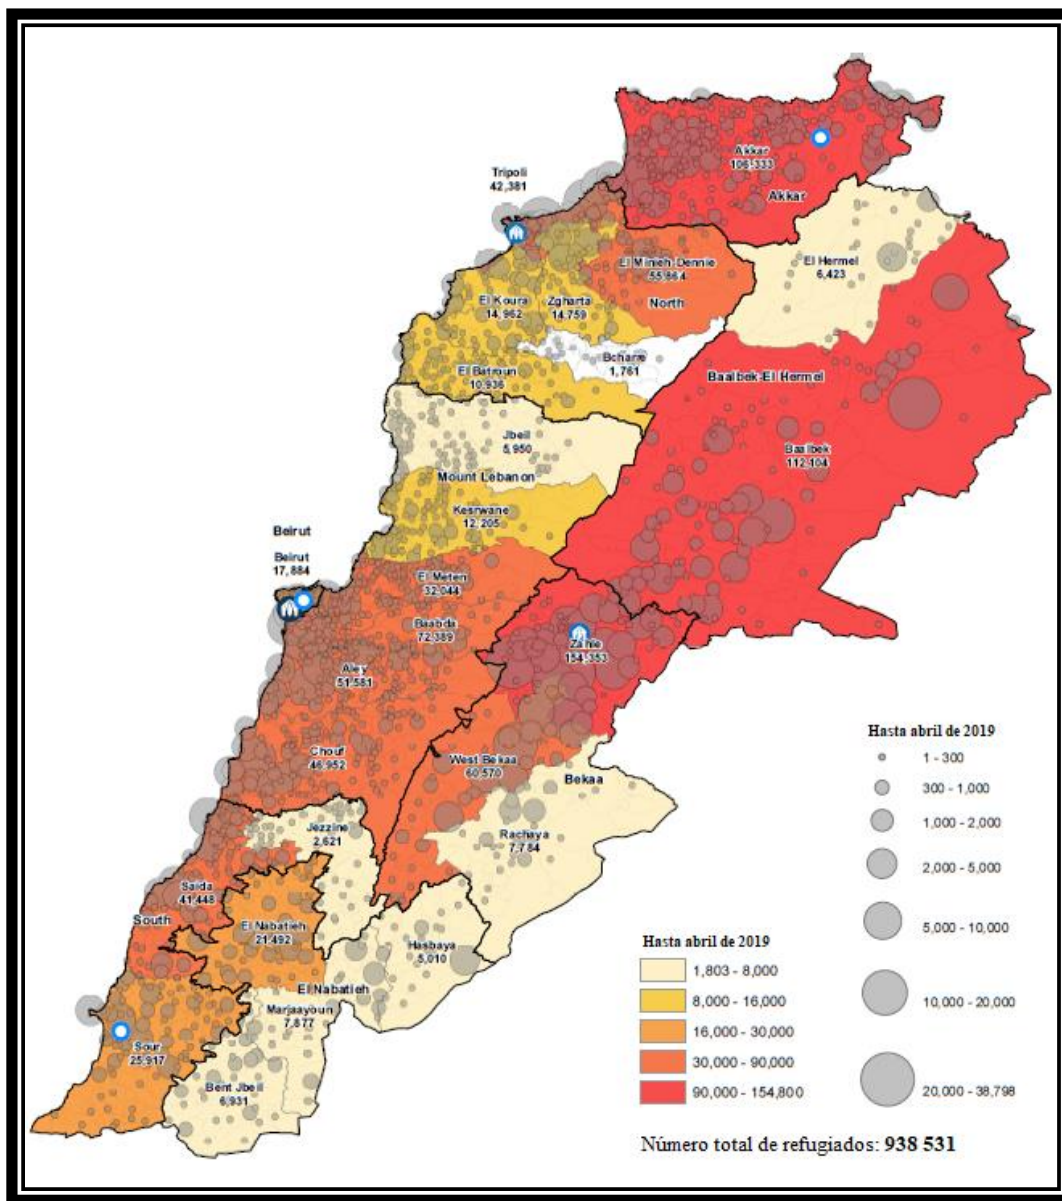 Akkar
106,333
Akkar
Tripoli
42,381
El Hermel
6,423
El Minieh-Dennie
55,864
North
El Koura
14,962
Zgharta
14,759
Bcharre
1,761
El Batroun
10,936
Baalbek-El Hermel
Jbeil
5,950
Baalbek
112,104
Mount Lebanon
Kesrwane
12,205
Beirut
Beirut
17,884
El Meten
32,044
Baabda
72,389
Zahle
154,353
Aley
51,581
Chouf
46,952
West Bekaa
60,570
Bekaa
Jezzine
2,621
Rachaya
7,784
Saida
41,448
South
El Nabatieh
21,492
Hasbaya
5,010
El Nabatieh
Marjaayoun
7,877
Sour
25,917
Bent Jbeil
6,931
Hasta abril de 2019
1 - 300
300 - 1,000
1,000 - 2,000
2,000 - 5,000
5,000 - 10,000
10,000 - 20,000
20,000 - 38,798
Hasta abril de 2019
1,803 - 8,000
8,000 - 16,000
16,000 - 30,000
30,000 - 90,000
90,000 - 154,800
Número total de refugiados: 938 531